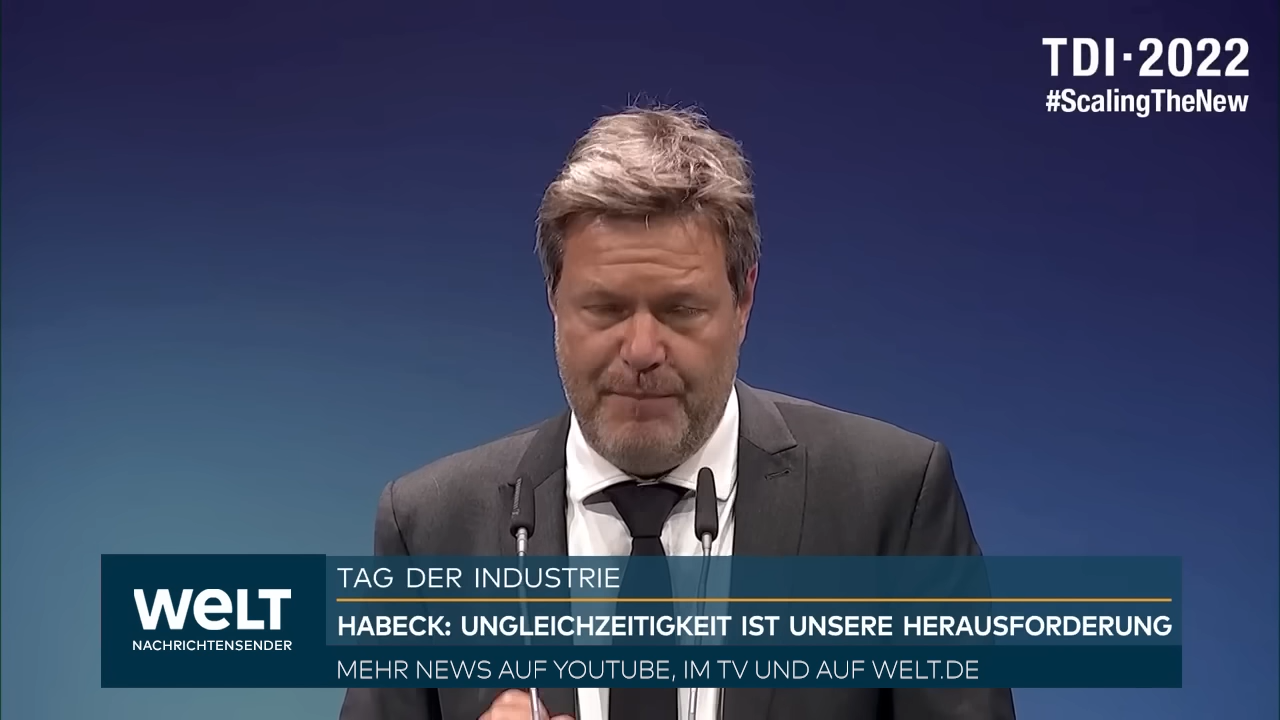 TDI·2022
#ScalingTheNew
TAG DER INDUSTRIE
WELT
NACHRICHTENSENDER
HABECK: UNGLEICHZEITIGKEIT IST UNSERE HERAUSFORDERUNG
MEHR NEWS AUF YOUTUBE, IM TV UND AUF WELT.DE